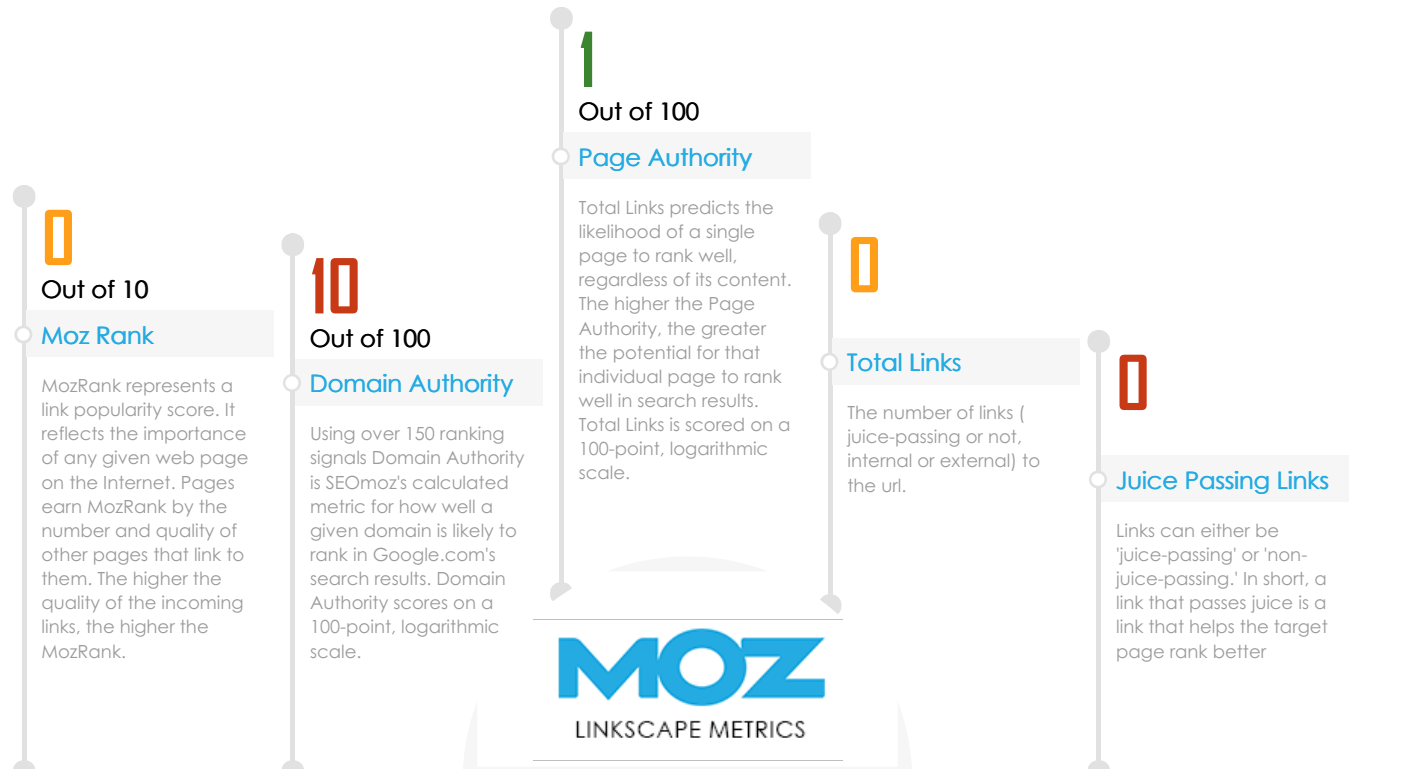 0
Out of 10
Moz Rank
MozRank represents a
link popularity score. It
reflects the importance
of any given web page
on the Internet. Pages
earn MozRank by the
number and quality of
other pages that link to
them. The higher the
quality of the incoming
links, the higher the
MozRank.
10
Out of 100
Domain Authority
Using over 150 ranking
signals Domain Authority
is SEOmoz's calculated
metric for how well a
given domain is likely to
rank in Google.com's
search results. Domain
Authority scores on a
100-point, logarithmic
scale.
1
Out of 100
Page Authority
Total Links predicts the
likelihood of a single
page to rank well,
regardless of its content.
The higher the Page
Authority, the greater
the potential for that
individual page to rank
well in search results.
Total Links is scored on a
100-point, logarithmic
scale.
0
Total Links
The number of links (
juice-passing or not,
internal or external) to
the url.
0
Juice Passing Links
Links can either be
'juice-passing' or 'non-
juice-passing.' In short, a
link that passes juice is a
link that helps the target
page rank better
MOZ
LINKSCAPE METRICS